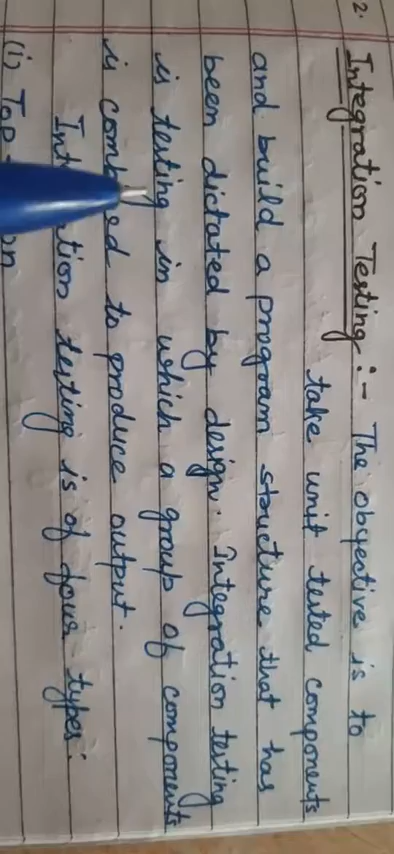 2. Integration Testing :- The objective is to
take unit tested components
and build a program structure that has
been dictated by design. Integration testing
is testing in which a group of components
is to produce output.
testing is of four types:
(i)